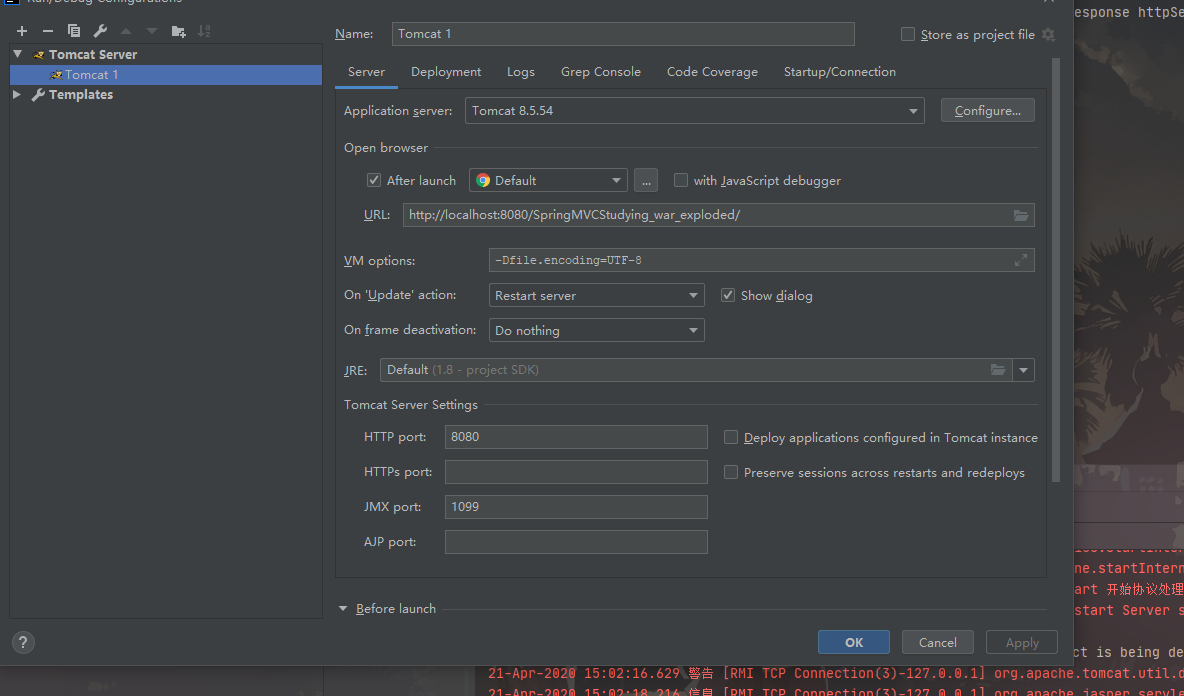 Run/Debug Configurations
esponse httpSe
Name:
Tomcat 1
Store as project file
Tomcat Server
Tomcat 1
Templates
Server
Deployment
Logs
Grep Console
Code Coverage
Startup/Connection
Application server:
Tomcat 8.5.54
Configure...
Open browser
After launch
Default
...
with JavaScript debugger
URL:
http://localhost:8080/SpringMVCStudying_war_exploded/
VM options:
-Dfile.encoding=UTF-8
On 'Update' action:
Restart server
Show dialog
On frame deactivation:
Do nothing
JRE:
Default (1.8 - project SDK)
Tomcat Server Settings
HTTP port:
8080
Deploy applications configured in Tomcat instance
HTTPs port:
Preserve sessions across restarts and redeploys
JMX port:
1099
AJP port:
ne.startIntern
art 开始协议处理
start Server s
Before launch
?
OK
Cancel
Apply
ct is being de
21-Apr-2020 15:02:16.629 警告 [RMI TCP Connection(3)-127.0.0.1] org.apache.tomcat.util.d
21-Apr-2020 15:02:18.216 信息 [RMI TCP Connection(3)-127.0.0.1] org.apache.jasper.servle